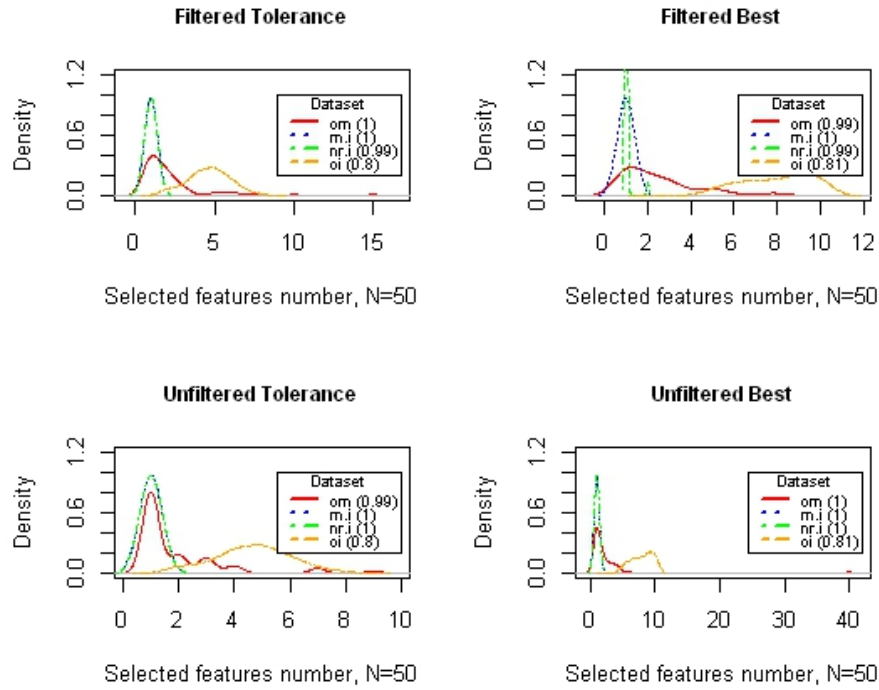 Filtered Tolerance
Density
0.0 0.6 1.2
Dataset
om (1)
m.i (1)
nr.i (0.99)
oi (0.8)
0 5 10 15
Selected features number, N=50
Filtered Best
Density
0.0 0.6 1.2
Dataset
om (0.99)
m.i (1)
nr.i (0.99)
oi (0.81)
0 2 4 6 8 10 12
Selected features number, N=50
Unfiltered Tolerance
Density
0.0 0.6 1.2
Dataset
om (0.99)
m.i (1)
nr.i (1)
oi (0.8)
0 2 4 6 8 10
Selected features number, N=50
Unfiltered Best
Density
0.0 0.6 1.2
Dataset
om (1)
m.i (1)
nr.i (1)
oi (0.81)
0 10 20 30 40
Selected features number, N=50